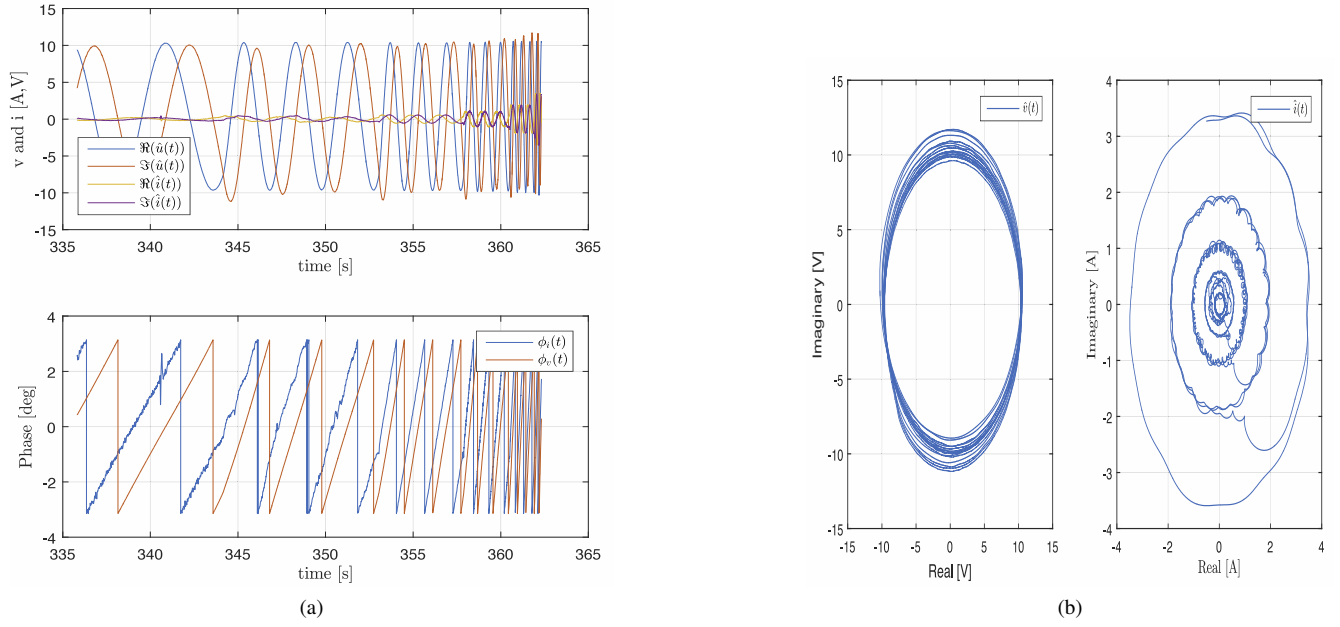 15
10
5
0
-5
-10
-15
v and i [A,V]
ℜ(û(t))
ℑ(û(t))
ℜ(î(t))
ℑ(î(t))
335 340 345 350 355 360 365
time [s]
4
2
0
-2
-4
Phase [deg]
ϕi(t)
ϕv(t)
335 340 345 350 355 360 365
time [s]
(a)
15
10
5
0
-5
-10
-15
Imaginary [V]
v̂(t)
-15 -10 -5 0 5 10 15
Real [V]
4
3
2
1
0
-1
-2
-3
-4
Imaginary [A]
î(t)
-4 -2 0 2 4
Real [A]
(b)